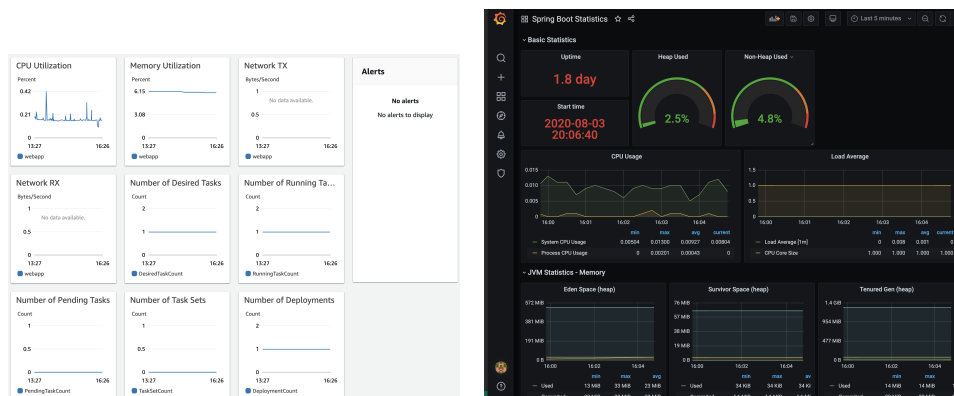 CPU Utilization
Percent
0.42
0.21
0
13:27 16:26
webapp
Memory Utilization
Percent
6.15
3.08
0
13:27 16:26
webapp
Network TX
Bytes/Second
1
No data available.
0.5
0
13:27 16:26
webapp
Alerts
No alerts
No alerts to display
Network RX
Bytes/Second
1
No data available.
0.5
0
13:27 16:26
webapp
Number of Desired Tasks
Count
2
1
0
13:27 16:26
DesiredTaskCount
Number of Running Ta...
Count
2
1
0
13:27 16:26
RunningTaskCount
Number of Pending Tasks
Count
1
0.5
0
13:27 16:26
PendingTaskCount
Number of Task Sets
Count
1
0.5
0
13:27 16:26
TaskSetCount
Number of Deployments
Count
2
1
0
13:27 16:26
DeploymentCount
Spring Boot Statistics
Last 5 minutes
Basic Statistics
Uptime
1.8 day
Start time
2020-08-03
20:06:40
Heap Used
2.5%
Non-Heap Used
4.8%
CPU Usage
0.015
0.010
0.005
0
16:00 16:01 16:02 16:03 16:04
min max avg current
System CPU Usage 0.00504 0.01300 0.00927 0.00804
Process CPU Usage 0 0.00201 0.00043 0
Load Average
1.5
1.0
0.5
0
16:00 16:01 16:02 16:03 16:04
min max avg current
Load Average [1m] 0 0.008 0.001 0
CPU Core Size 1.000 1.000 1.000 1.000
JVM Statistics - Memory
Eden Space (heap)
572 MiB
381 MiB
191 MiB
0 B
16:00 16:02 16:04
min max avg
Used 13 MiB 33 MiB 23 MiB
Survivor Space (heap)
76 MiB
57 MiB
38 MiB
19 MiB
0 B
16:00 16:02 16:04
min max av
Used 34 KiB 34 KiB 34 Ki
Tenured Gen (heap)
1.4 GiB
954 MiB
477 MiB
0 B
16:00 16:02 16:04
min max
Used 14 MiB 14 MiB